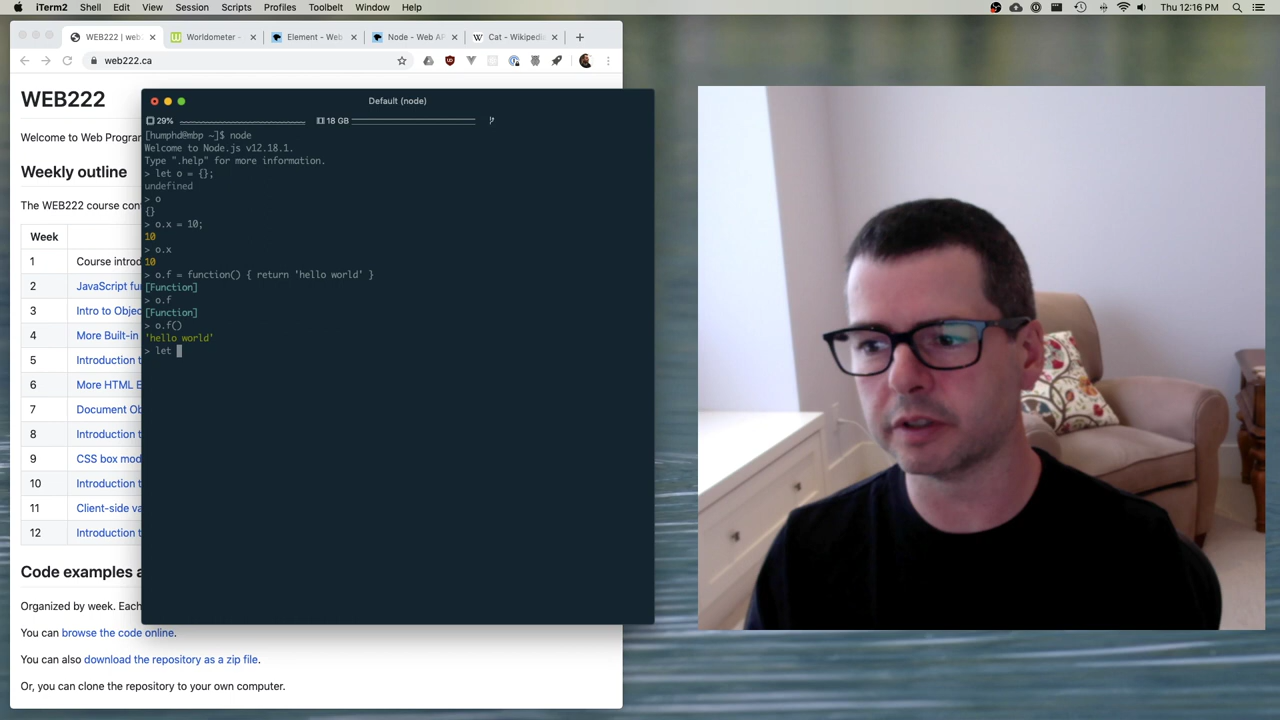 iTerm2 Shell Edit View Session Scripts Profiles Toolbelt Window Help Thu 12:16 PM
WEB222 | web Worldometer - Element - Web Node - Web AP Cat - Wikipedi
web222.ca
WEB222
Welcome to Web Progra
Weekly outline
The WEB222 course con
Week
1 Course introd
2 JavaScript fu
3 Intro to Objec
4 More Built-in
5 Introduction t
6 More HTML E
7 Document Ob
8 Introduction t
9 CSS box mod
10 Introduction t
11 Client-side va
12 Introduction t
Code examples a
Organized by week. Each
You can browse the code online.
You can also download the repository as a zip file.
Or, you can clone the repository to your own computer.
Default (node)
29% 18 GB
[humphd@mbp ~]$ node
Welcome to Node.js v12.18.1.
Type ".help" for more information.
> let o = {};
undefined
> o
{}
> o.x = 10;
10
> o.x
10
> o.f = function() { return 'hello world' }
[Function]
> o.f
[Function]
> o.f()
'hello world'
> let